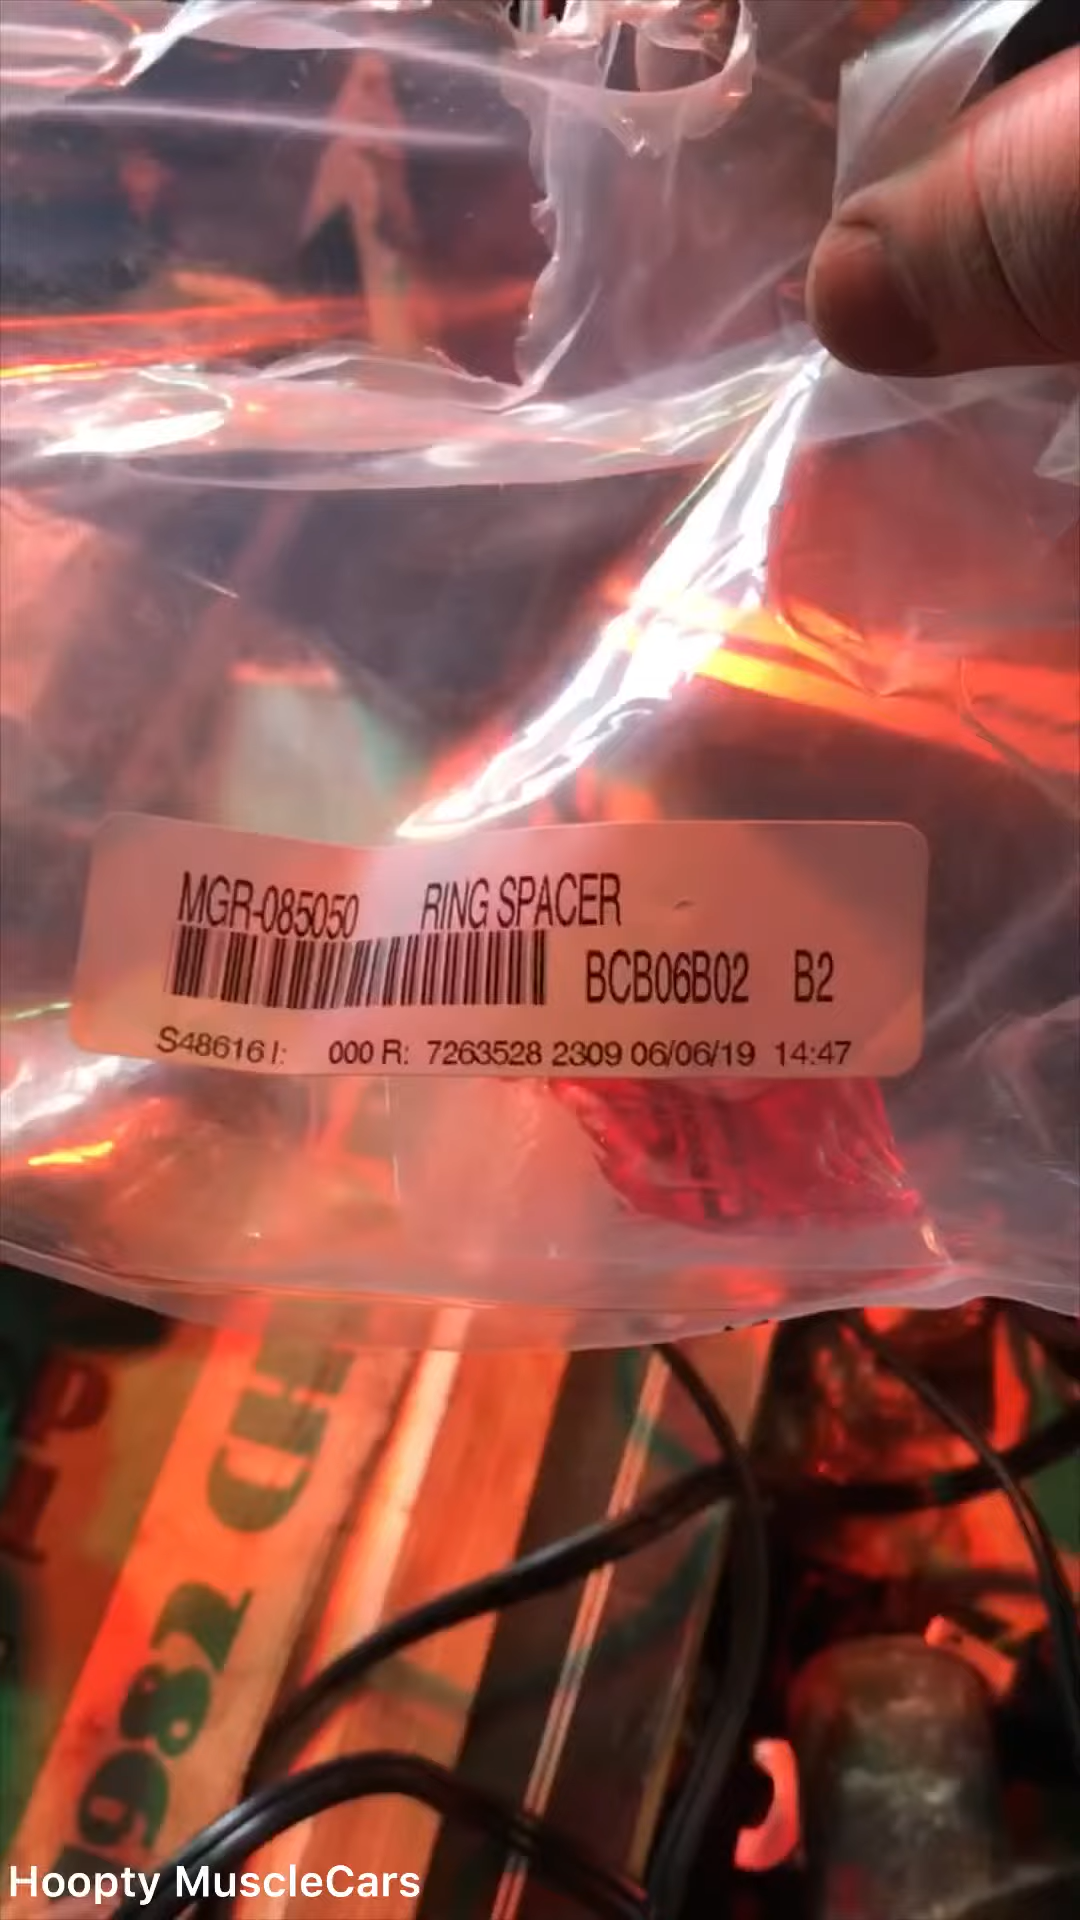 MGR-085050 RING SPACER
BCB06B02 B2
S48616 I: 000 R: 7263528 2309 06/06/19 14:47
Hoopty MuscleCars